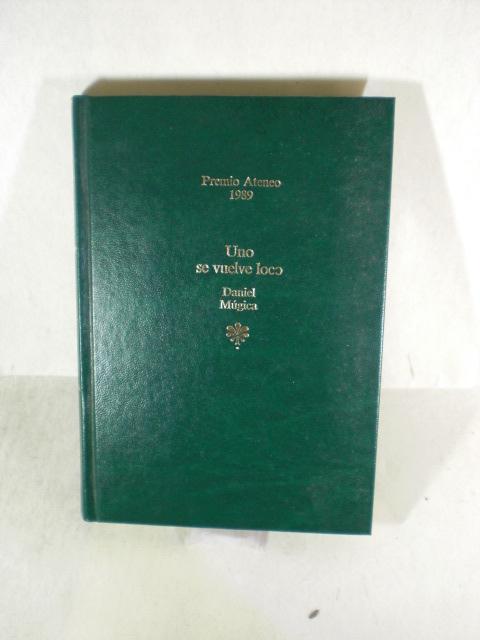 Premio Ateneo
1989
Uno
se vuelve loco
Daniel
Múgica